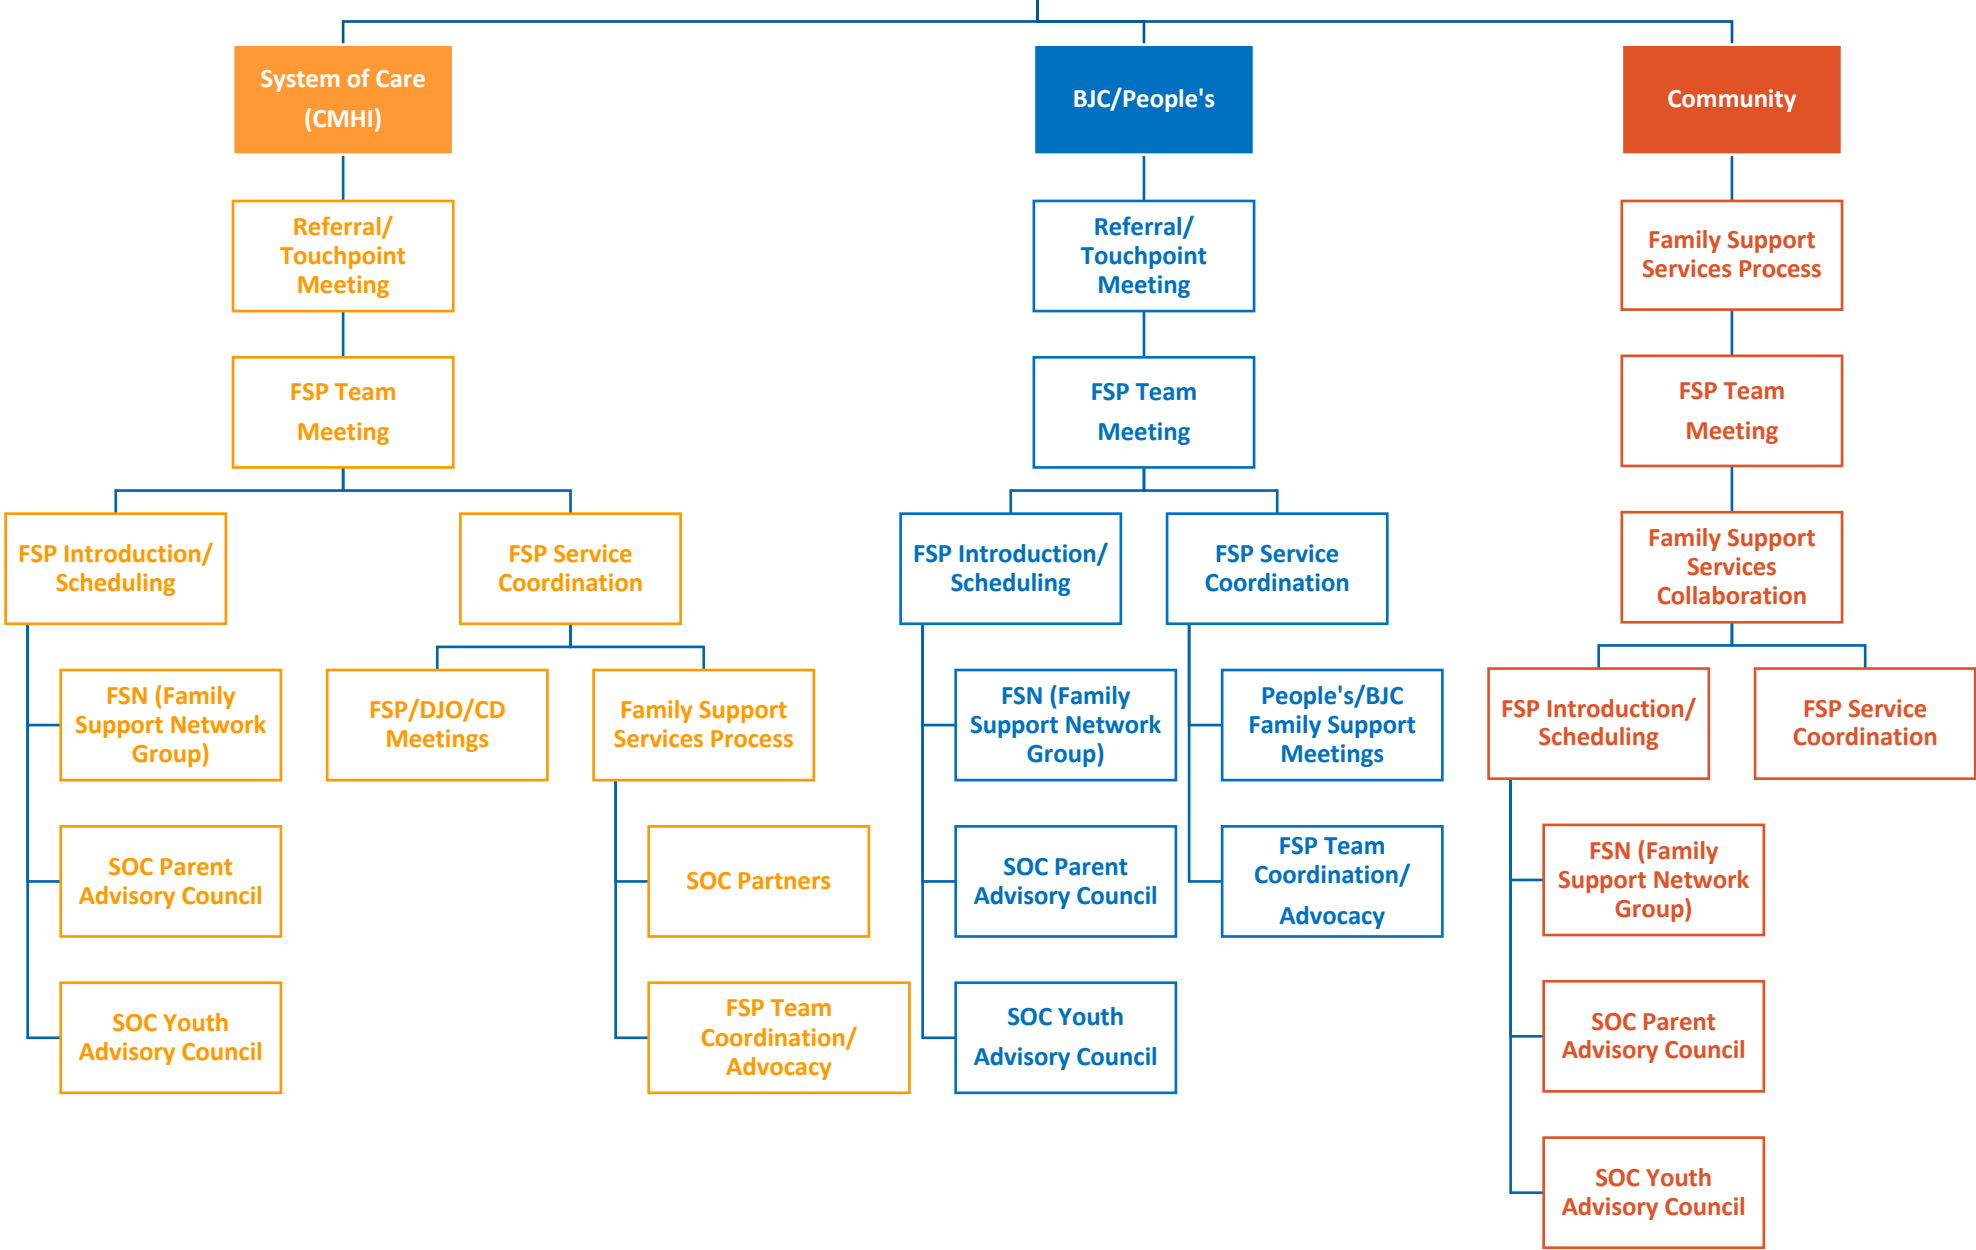 System of Care
(CMHI)
BJC/People's
Community
Referral/
Touchpoint
Meeting
Referral/
Touchpoint
Meeting
Family Support
Services Process
FSP Team
Meeting
FSP Team
Meeting
FSP Team
Meeting
FSP Introduction/
Scheduling
FSP Service
Coordination
FSP Introduction/
Scheduling
FSP Service
Coordination
Family Support
Services
Collaboration
FSN (Family
Support Network
Group)
FSP/DJO/CD
Meetings
Family Support
Services Process
FSN (Family
Support Network
Group)
People's/BJC
Family Support
Meetings
FSP Introduction/
Scheduling
FSP Service
Coordination
SOC Parent
Advisory Council
SOC Partners
SOC Parent
Advisory Council
FSP Team
Coordination/
Advocacy
FSN (Family
Support Network
Group)
SOC Youth
Advisory Council
FSP Team
Coordination/
Advocacy
SOC Youth
Advisory Council
SOC Parent
Advisory Council
SOC Youth
Advisory Council